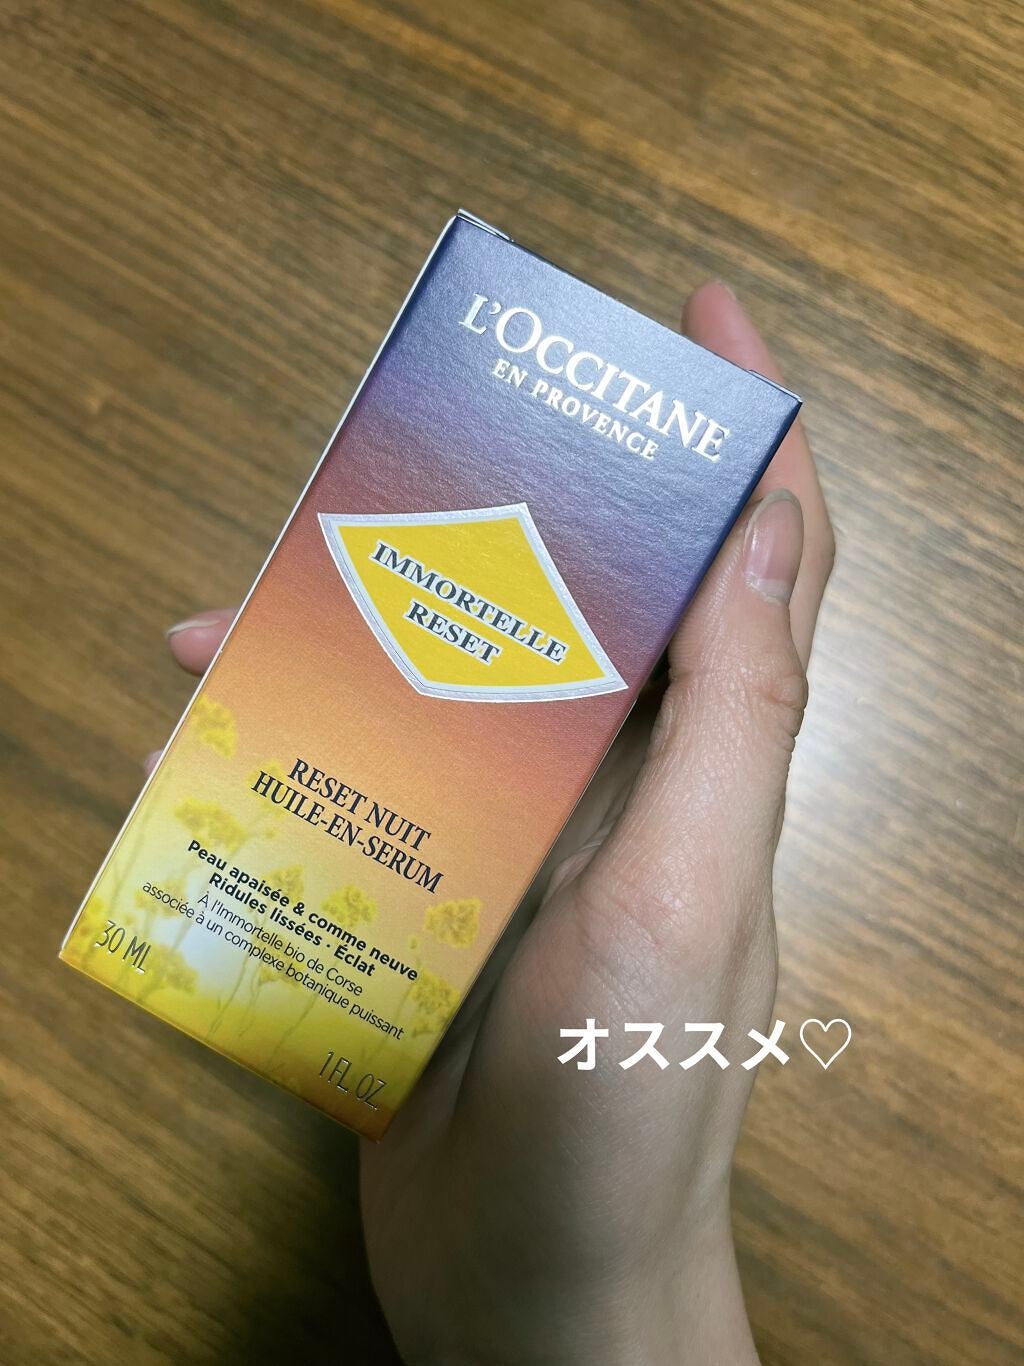 L'OCCITANE
EN PROVENCE
IMMORTELLE
RESET
RESET NUIT
HUILE-EN-SERUM
Peau apaisée & comme neuve
Ridules lissées · Éclat
À l'Immortelle bio de Corse
associée à un complexe botanique puissant
30 ML
1 FL. OZ.
オススメ♡